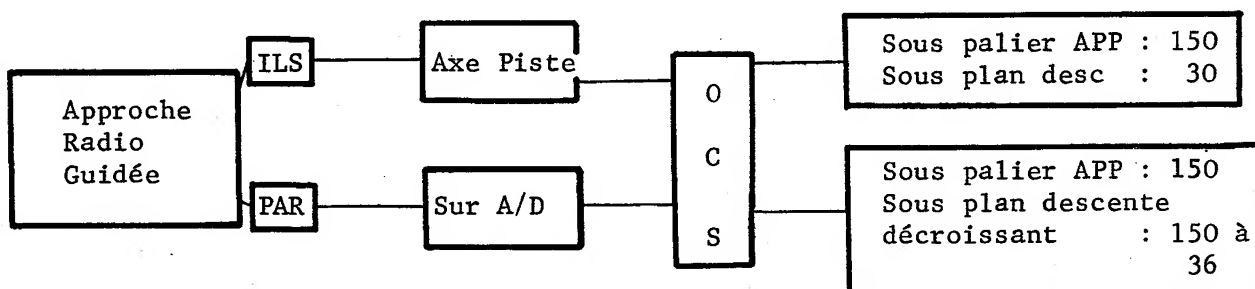 Approche
Radio
Guidée
ILS
PAR
Axe Piste
Sur A/D
O
C
S
Sous palier APP : 150
Sous plan desc : 30
Sous palier APP : 150
Sous plan descente
décroissant : 150 à
36